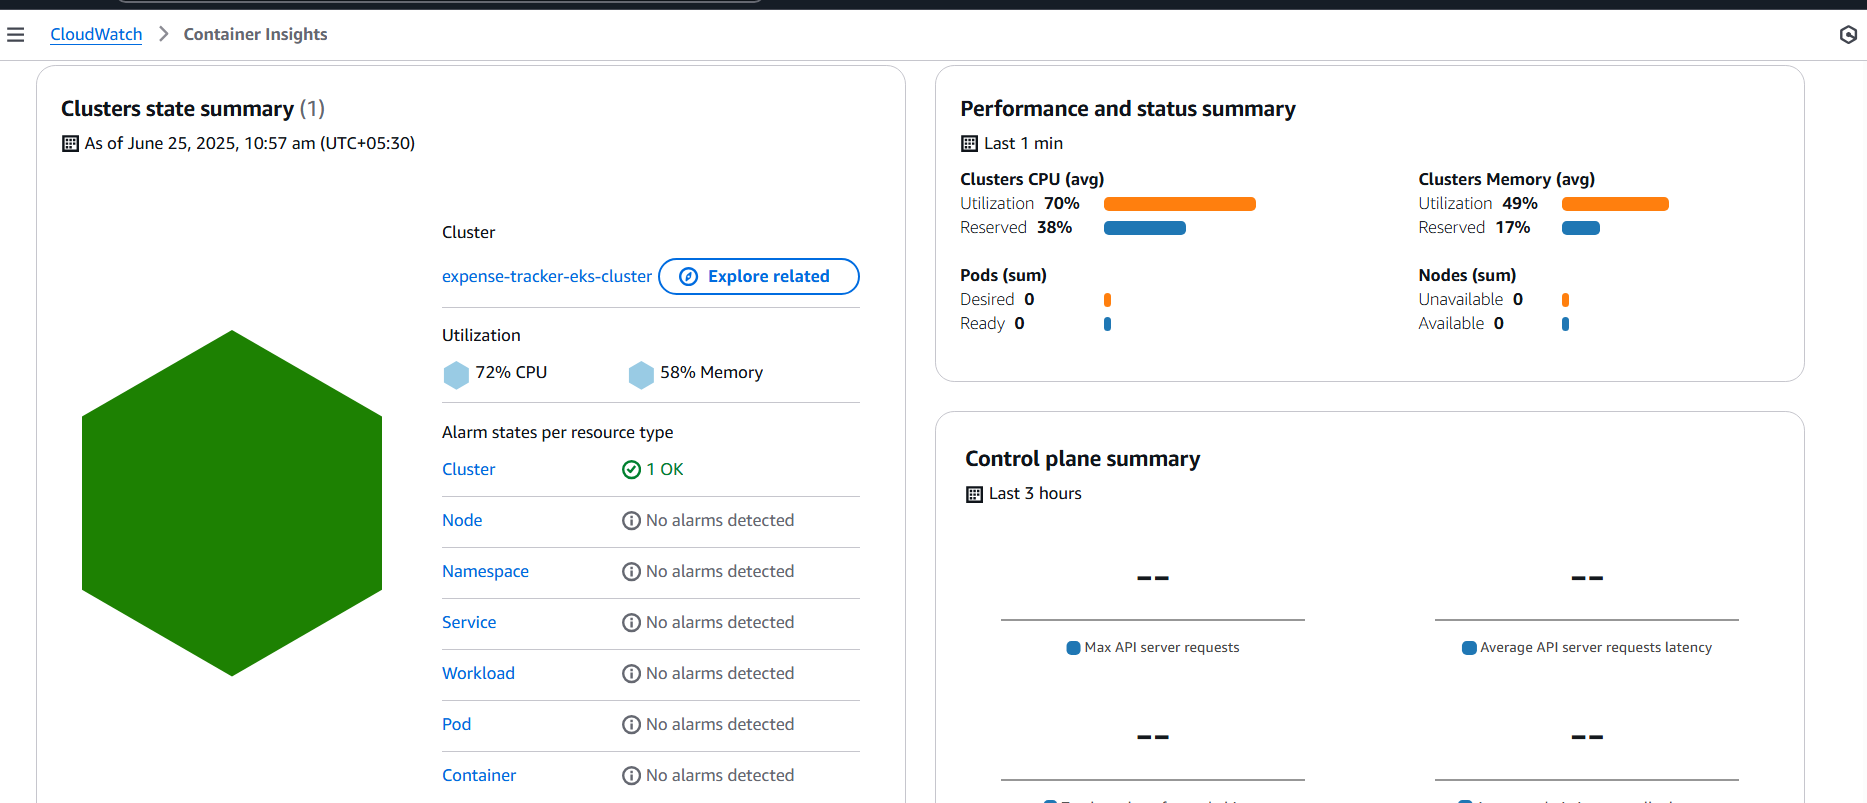 CloudWatch
Container Insights
Clusters state summary (1)
As of June 25, 2025, 10:57 am (UTC+05:30)
Cluster
expense-tracker-eks-cluster
Explore related
Utilization
72% CPU
58% Memory
Alarm states per resource type
Cluster
1 OK
Node
No alarms detected
Namespace
No alarms detected
Service
No alarms detected
Workload
No alarms detected
Pod
No alarms detected
Container
No alarms detected
Performance and status summary
Last 1 min
Clusters CPU (avg)
Utilization 70%
Reserved 38%
Clusters Memory (avg)
Utilization 49%
Reserved 17%
Pods (sum)
Desired 0
Ready 0
Nodes (sum)
Unavailable 0
Available 0
Control plane summary
Last 3 hours
--
Max API server requests
--
Average API server requests latency
--
--